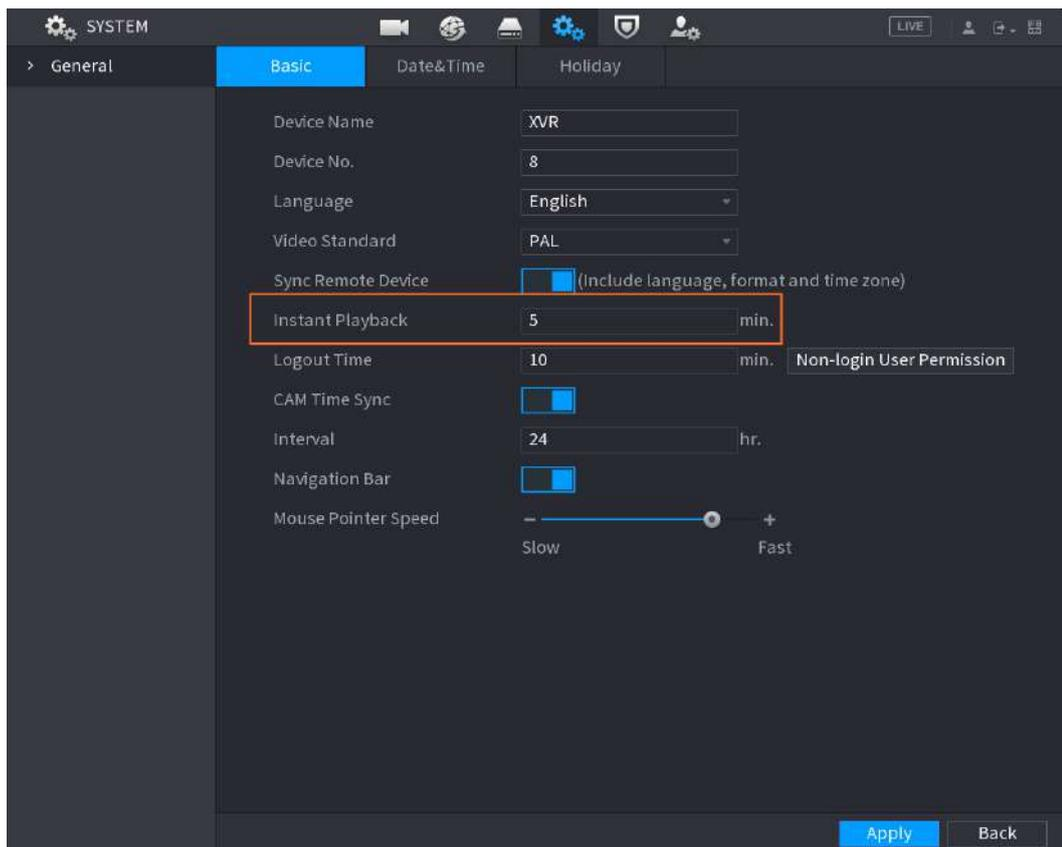 SYSTEM LIVE
> General Basic Date&Time Holiday
Device Name XVR
Device No. 8
Language English
Video Standard PAL
Sync Remote Device (Include language, format and time zone)
Instant Playback 5 min.
Logout Time 10 min. Non-login User Permission
CAM Time Sync
Interval 24 hr.
Navigation Bar
Mouse Pointer Speed − +
Slow Fast
Apply Back